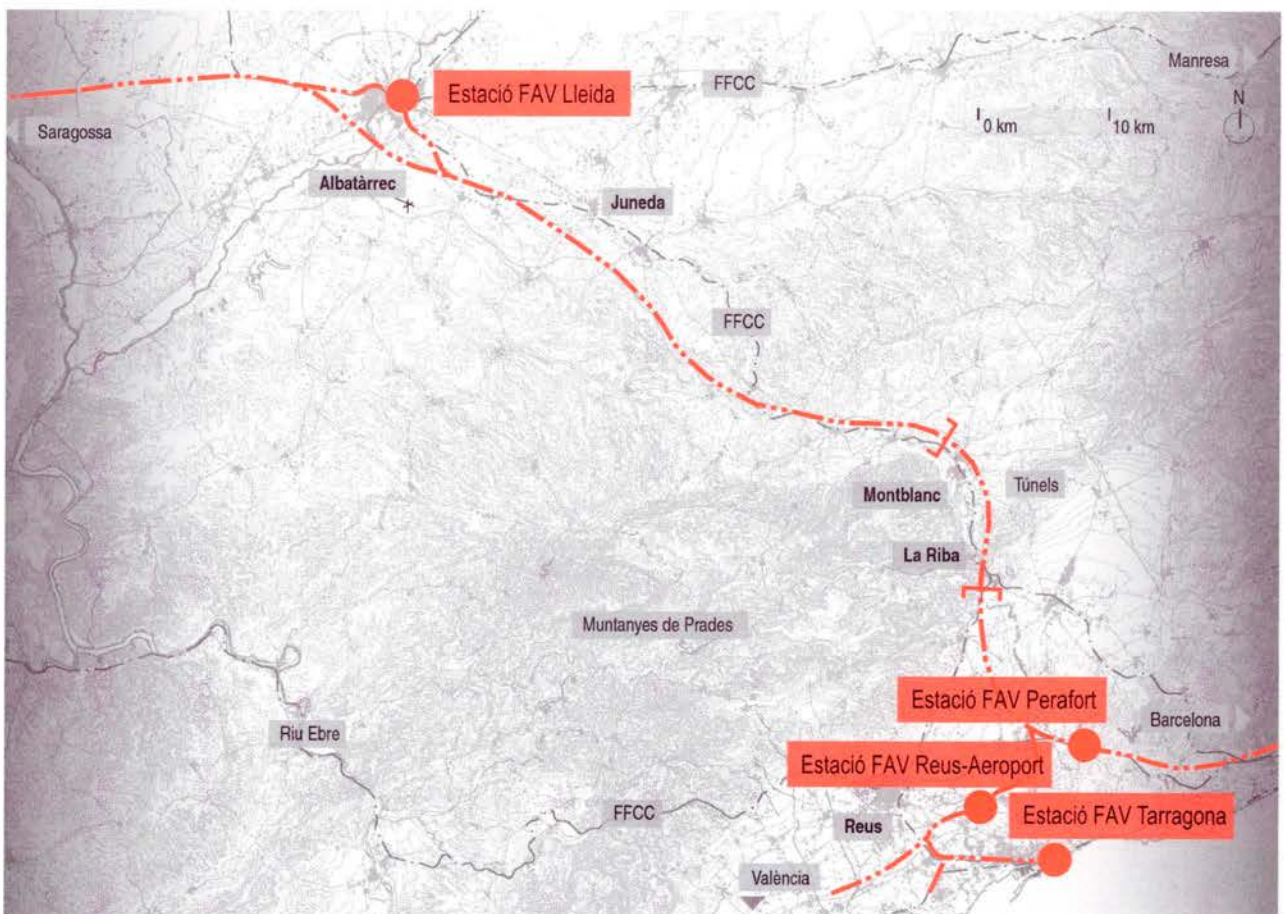 Manresa
Estació FAV Lleida
FFCC
N
0 km
10 km
Saragossa
Albatàrrec
Juneda
FFCC
Montblanc
Túnels
La Riba
Muntanyes de Prades
Estació FAV Perafort
Barcelona
Riu Ebre
Estació FAV Reus-Aeroport
FFCC
Reus
Estació FAV Tarragona
València